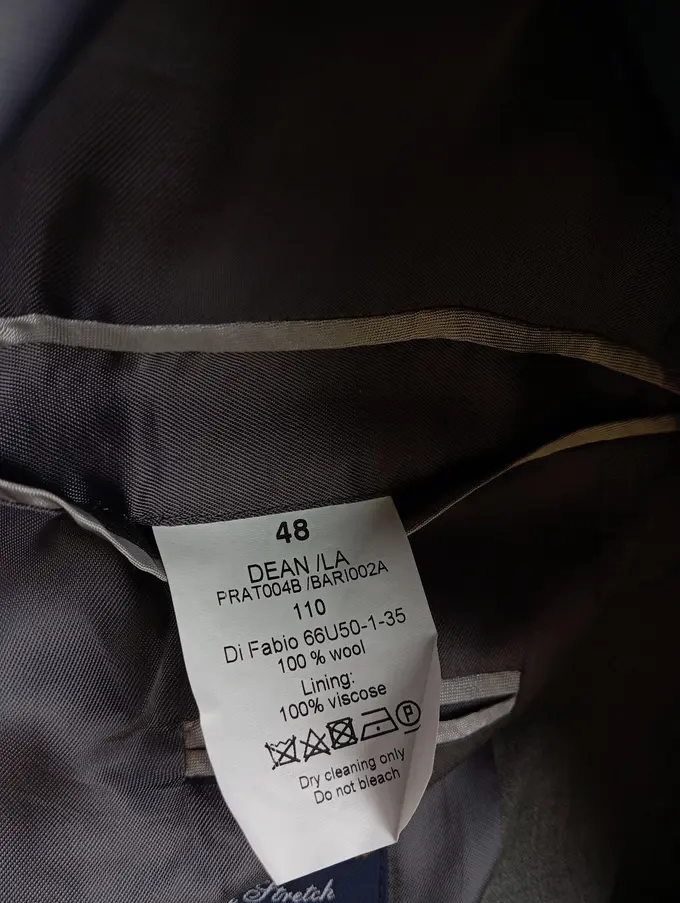 48
DEAN /LA
PRAT004B /BARI002A
110
Di Fabio 66U50-1-35
100 % wool
Lining:
100% viscose
P
Dry cleaning only
Do not bleach
Stretch